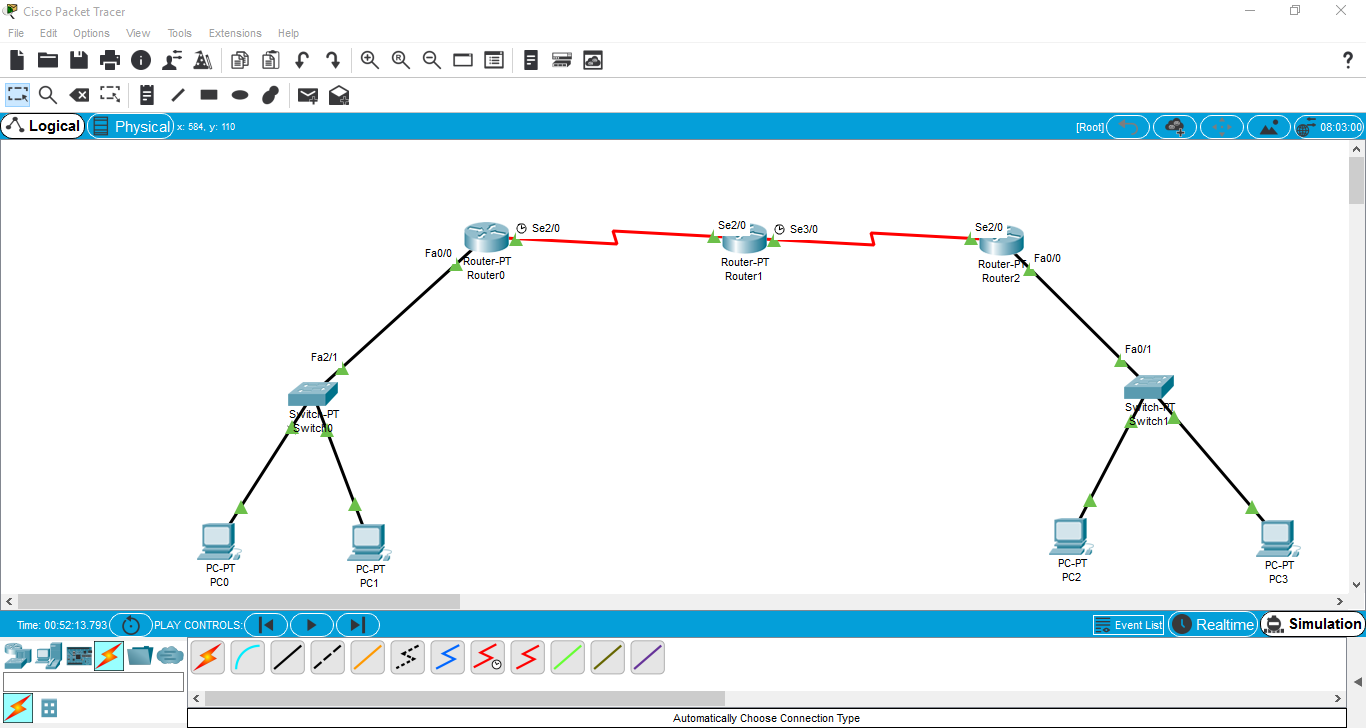 Cisco Packet Tracer
File Edit Options View Tools Extensions Help
R
?
Logical Physical x: 584, y: 110 [Root] 08:03:00
Se2/0 Se2/0 Se3/0 Se2/0
Fa0/0 Fa0/0
Router-PT Router-PT Router-PT
Router0 Router1 Router2
Fa2/1 Fa0/1
Switch-PT Switch-PT
Switch0 Switch1
PC-PT PC-PT PC-PT PC-PT
PC0 PC1 PC2 PC3
Time: 00:52:13.793 PLAY CONTROLS: Event List Realtime Simulation
Automatically Choose Connection Type